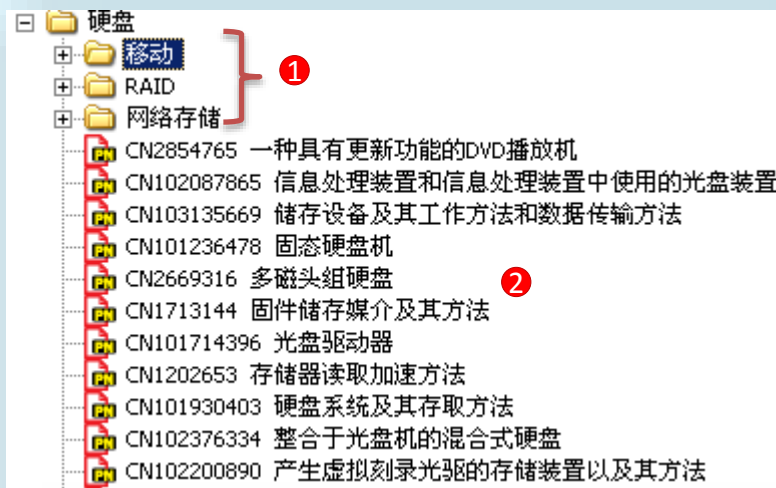 硬盘
移动
RAID
1
网络存储
CN2854765 一种具有更新功能的DVD播放机
CN102087865 信息处理装置和信息处理装置中使用的光盘装置
CN103135669 储存设备及其工作方法和数据传输方法
CN101236478 固态硬盘机
CN2669316 多磁头组硬盘
2
CN1713144 固件储存媒介及其方法
CN101714396 光盘驱动器
CN1202653 存储器读取加速方法
CN101930403 硬盘系统及其存取方法
CN102376334 整合于光盘机的混合式硬盘
CN102200890 产生虚拟刻录光驱的存储装置以及其方法